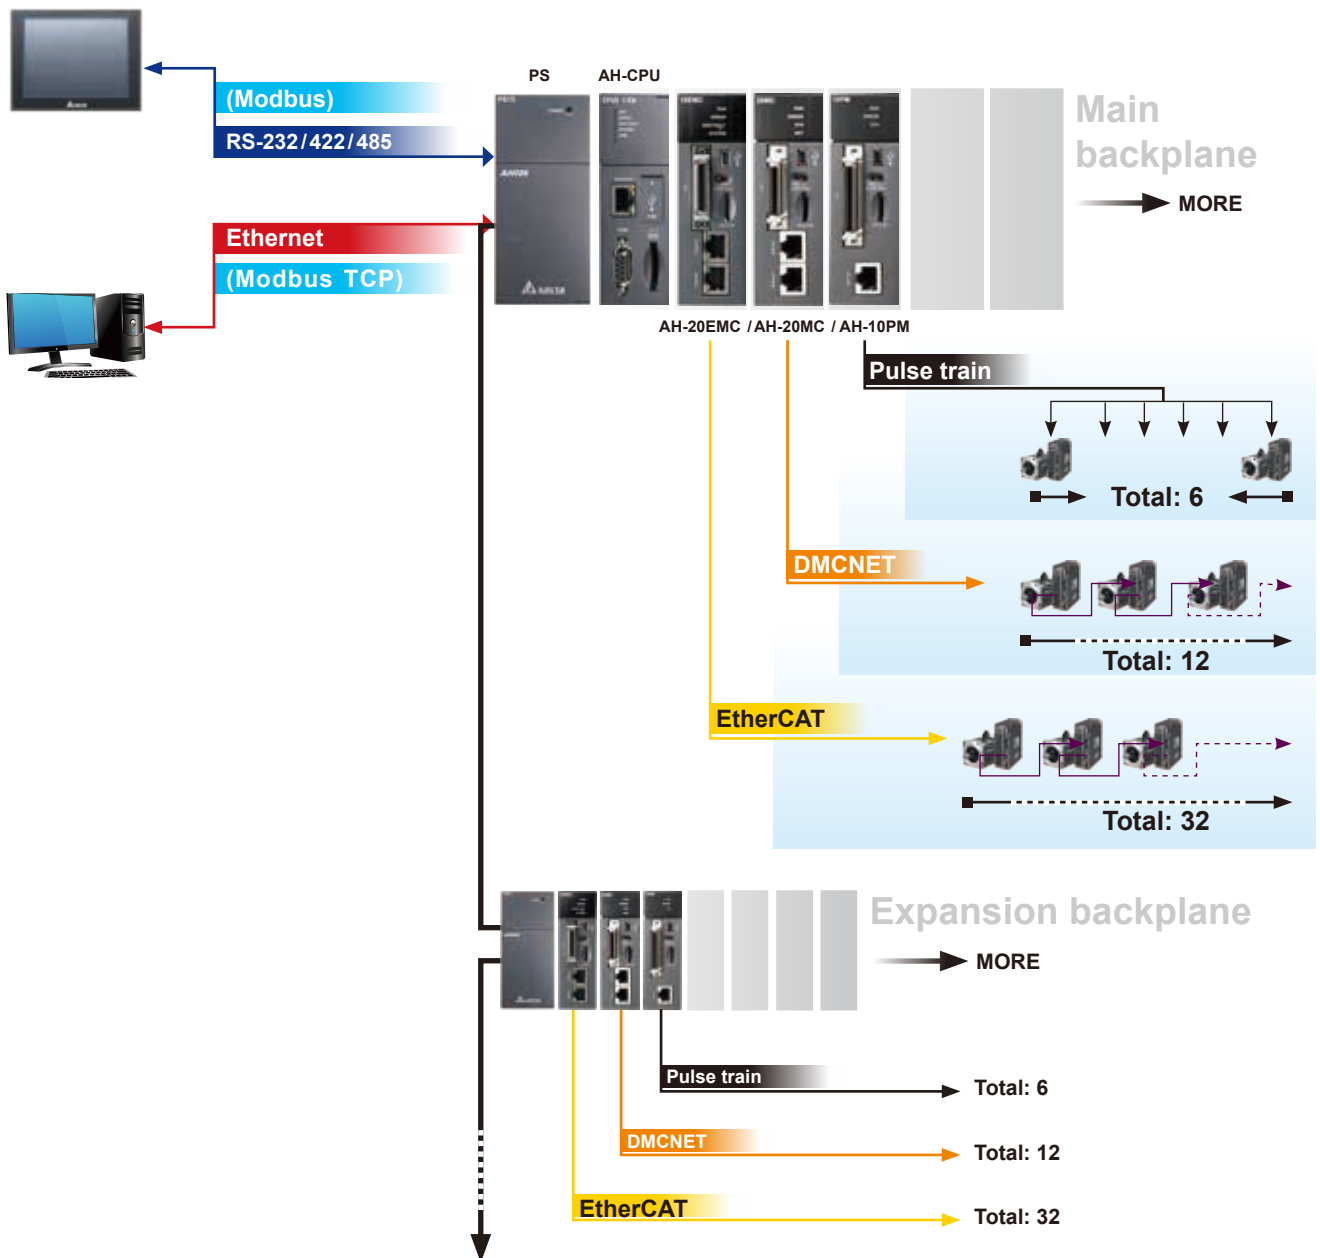 PS
AH-CPU
(Modbus)
RS-232/422/485
Main
backplane
MORE
Ethernet
(Modbus TCP)
AH-20EMC / AH-20MC / AH-10PM
Pulse train
Total: 6
DMCNET
Total: 12
EtherCAT
Total: 32
Expansion backplane
MORE
Pulse train
Total: 6
DMCNET
Total: 12
EtherCAT
Total: 32